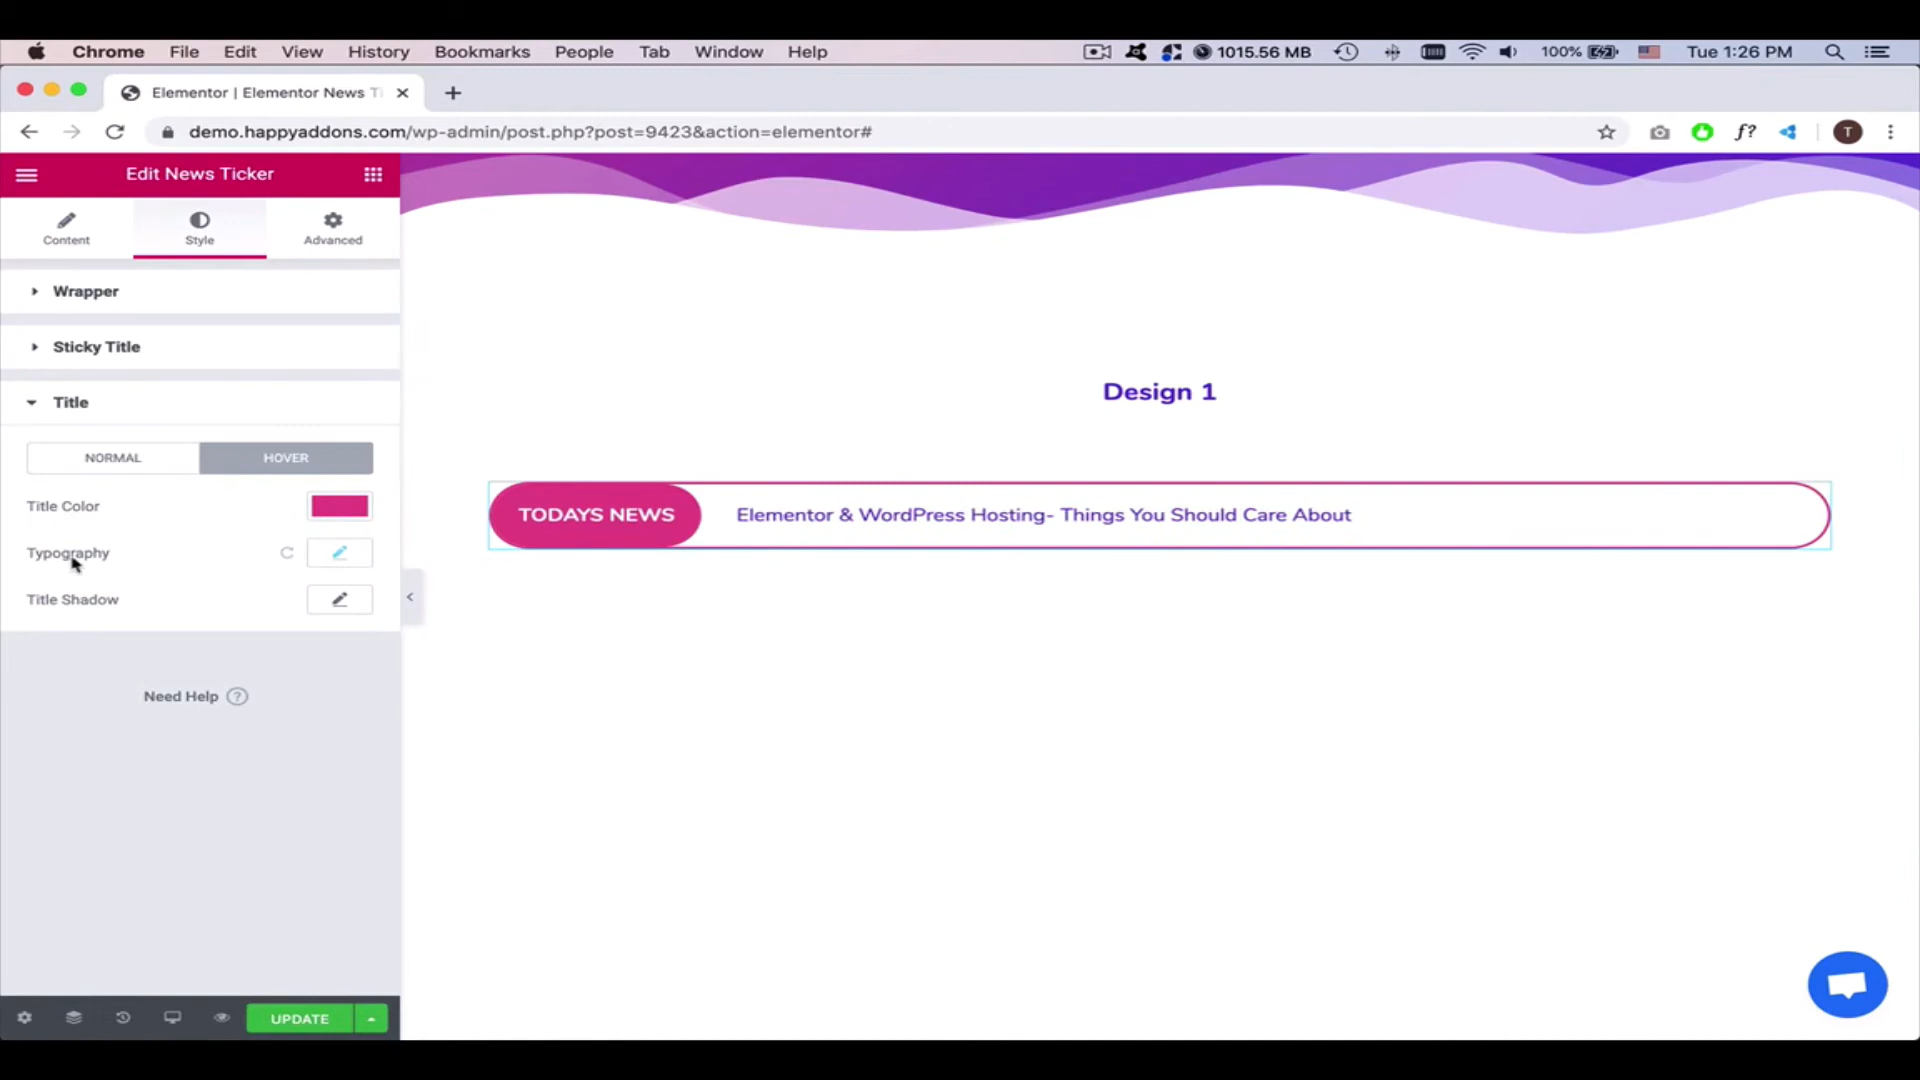 Chrome File Edit View History Bookmarks People Tab Window Help 1015.56 MB 100% Tue 1:26 PM
Elementor | Elementor News Ti
demo.happyaddons.com/wp-admin/post.php?post=9423&action=elementor#
f?
T
Edit News Ticker
Content Style Advanced
Wrapper
Sticky Title
Title
NORMAL HOVER
Title Color
Typography
Title Shadow
Need Help ?
UPDATE
Design 1
TODAYS NEWS Elementor & WordPress Hosting- Things You Should Care About